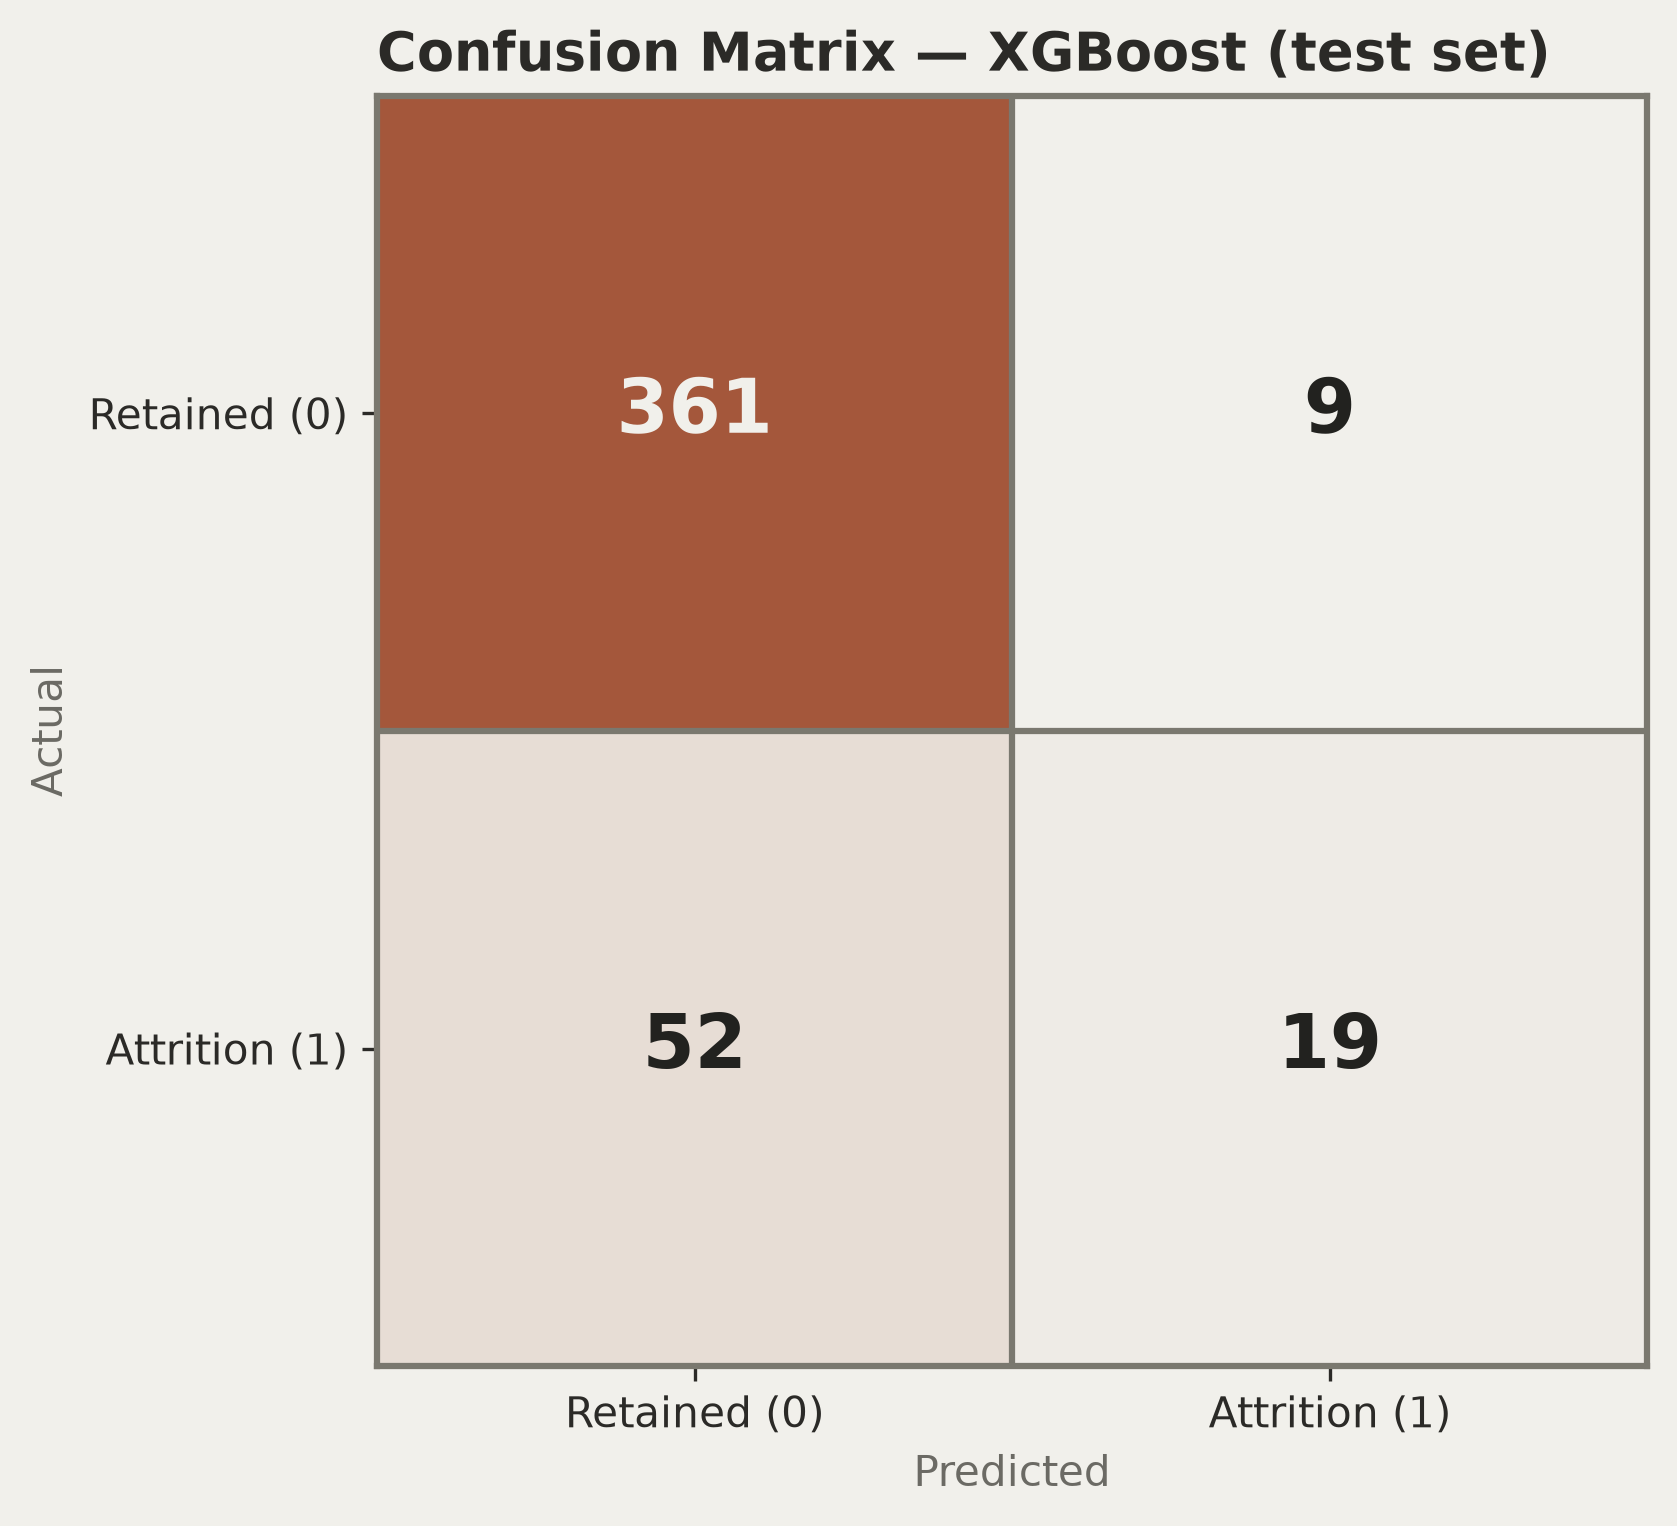 Confusion Matrix — XGBoost (test set)
Actual
Retained (0)
361
9
Attrition (1)
52
19
Retained (0)
Attrition (1)
Predicted